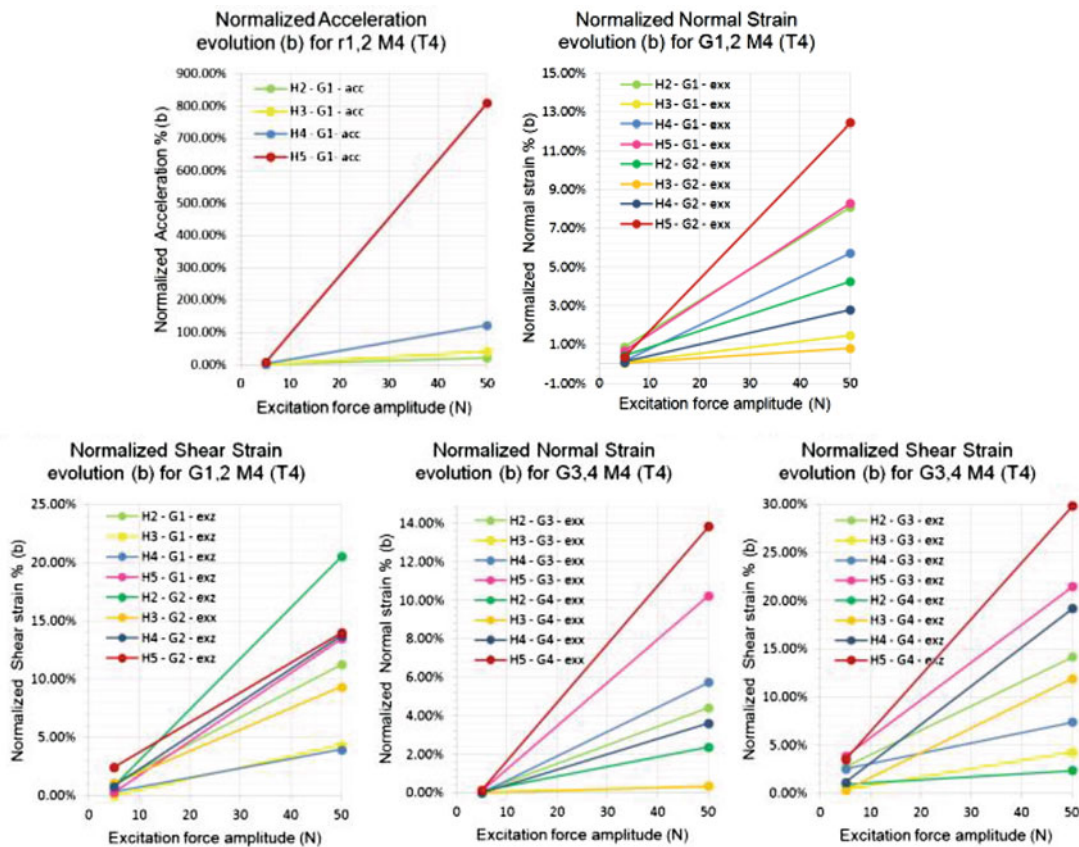 Normalized Acceleration
evolution (b) for r1,2 M4 (T4)
Normalized Acceleration % (b)
900.00%
800.00%
700.00%
600.00%
500.00%
400.00%
300.00%
200.00%
100.00%
0.00%
H2 - G1 - acc
H3 - G1 - acc
H4 - G1- acc
H5 - G1- acc
0 10 20 30 40 50
Excitation force amplitude (N)
Normalized Normal Strain
evolution (b) for G1,2 M4 (T4)
Normalized Normal strain % (b)
15.00%
13.00%
11.00%
9.00%
7.00%
5.00%
3.00%
1.00%
-1.00%
H2 - G1 - exx
H3 - G1 - exx
H4 - G1 - exx
H5 - G1 - exx
H2 - G2 - exx
H3 - G2 - exx
H4 - G2 - exx
H5 - G2 - exx
0 10 20 30 40 50
Excitation force amplitude (N)
Normalized Shear Strain
evolution (b) for G1,2 M4 (T4)
Normalized Shear strain % (b)
25.00%
20.00%
15.00%
10.00%
5.00%
0.00%
H2 - G1 - exz
H3 - G1 - exz
H4 - G1 - exz
H5 - G1 - exz
H2 - G2 - exz
H3 - G2 - exx
H4 - G2 - exz
H5 - G2 - exz
0 10 20 30 40 50
Excitation force amplitude (N)
Normalized Normal Strain
evolution (b) for G3,4 M4 (T4)
Normalized Normal strain % (b)
14.00%
12.00%
10.00%
8.00%
6.00%
4.00%
2.00%
0.00%
H2 - G3 - exx
H3 - G3 - exx
H4 - G3 - exx
H5 - G3 - exx
H2 - G4 - exx
H3 - G4 - exx
H4 - G4 - exx
H5 - G4 - exx
0 10 20 30 40 50
Excitation force amplitude (N)
Normalized Shear Strain
evolution (b) for G3,4 M4 (T4)
Normalized Shear strain % (b)
30.00%
25.00%
20.00%
15.00%
10.00%
5.00%
0.00%
H2 - G3 - exz
H3 - G3 - exz
H4 - G3 - exz
H5 - G3 - exz
H2 - G4 - exz
H3 - G4 - exz
H4 - G4 - exz
H5 - G4 - exz
0 10 20 30 40 50
Excitation force amplitude (N)